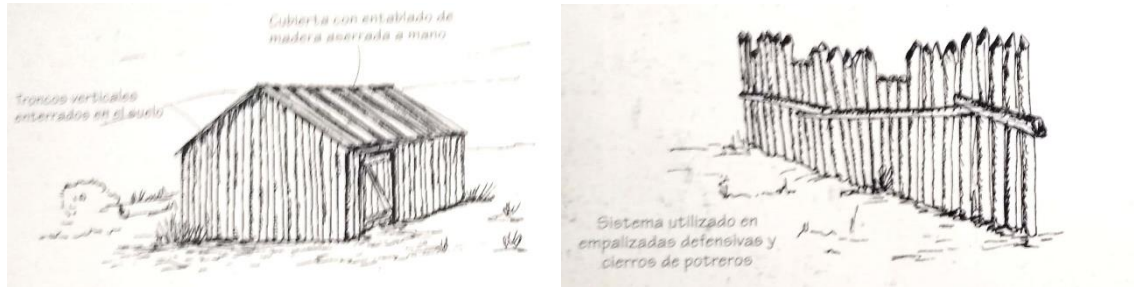 Cubierta con entablado de
madera aserrada a mano
Troncos verticales
enterrados en el suelo
Sistema utilizado en
empalizadas defensivas y
cierros de potreros